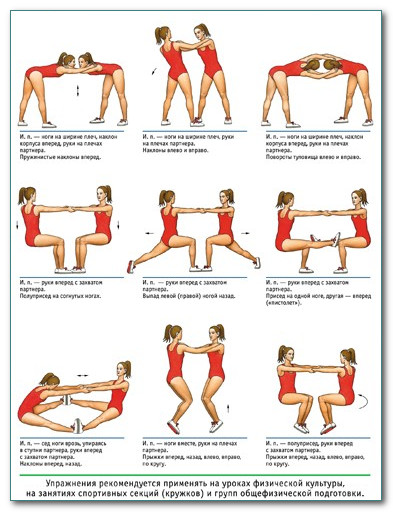 И. п. — ноги на ширине плеч, наклон
корпуса вперед, руки на плечах
партнера.
Пружинистые наклоны вперед.
И. п. — ноги на ширине плеч, руки
на плечах партнера.
Наклоны влево и вправо.
И. п. — ноги на ширине плеч, наклон
корпуса вперед, руки на плечах
партнера.
Повороты туловища влево и вправо.
И. п. — руки вперед с захватом
партнера.
Полуприсед на согнутых ногах.
И. п. — руки вперед с захватом
партнера.
Выпад левой (правой) ногой назад.
И. п. — руки вперед с захватом
партнера.
Присед на одной ноге, другая — вперед
(«пистолет»).
И. п. — сед ноги врозь, упираясь
в ступни партнера, руки вперед
с захватом партнера.
Наклоны вперед, назад.
И. п. — ноги вместе, руки на плечах
партнера.
Прыжки вперед, назад, влево, вправо,
по кругу.
И. п. — полуприсед, руки вперед
с захватом партнера.
Прыжки вперед, назад, влево, вправо,
по кругу.
Упражнения рекомендуется применять на уроках физической культуры,
на занятиях спортивных секций (кружков) и групп общефизической подготовки.